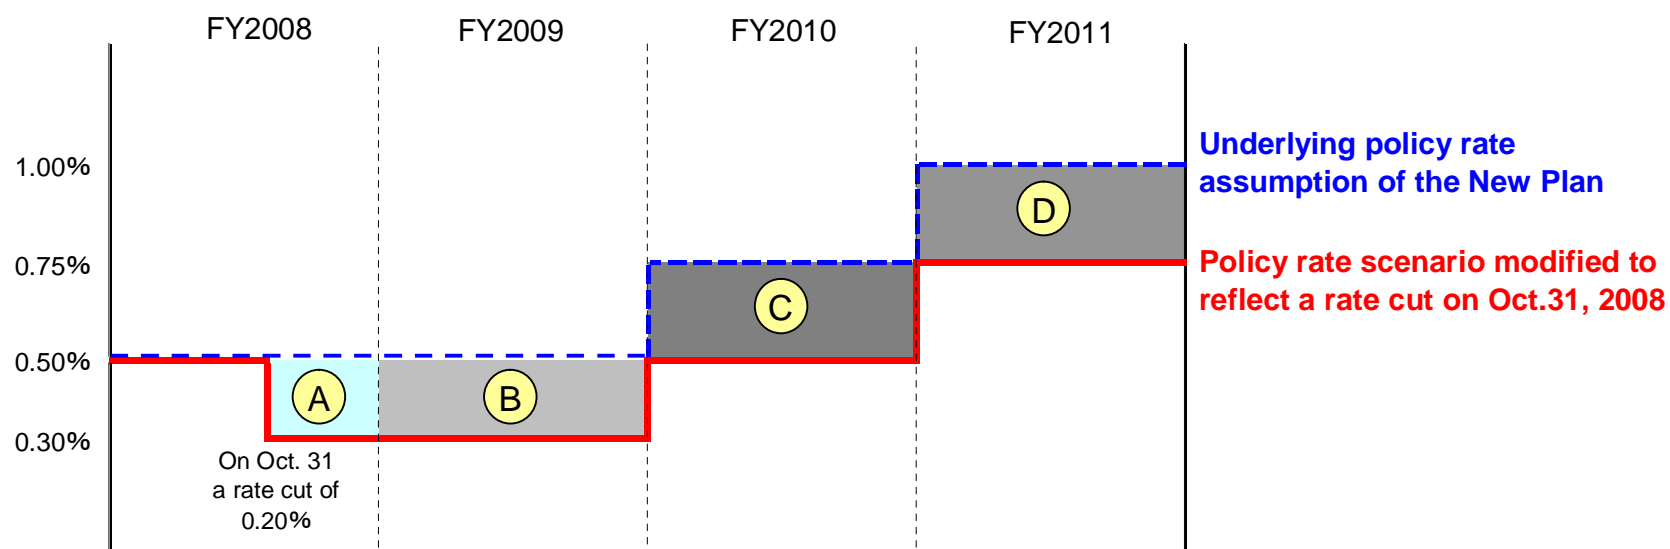 FY2008
FY2009
FY2010
FY2011
1.00%
0.75%
0.50%
0.30%
Underlying policy rate
assumption of the New Plan
Policy rate scenario modified to
reflect a rate cut on Oct.31, 2008
D
C
A
B
On Oct. 31
a rate cut of
0.20%